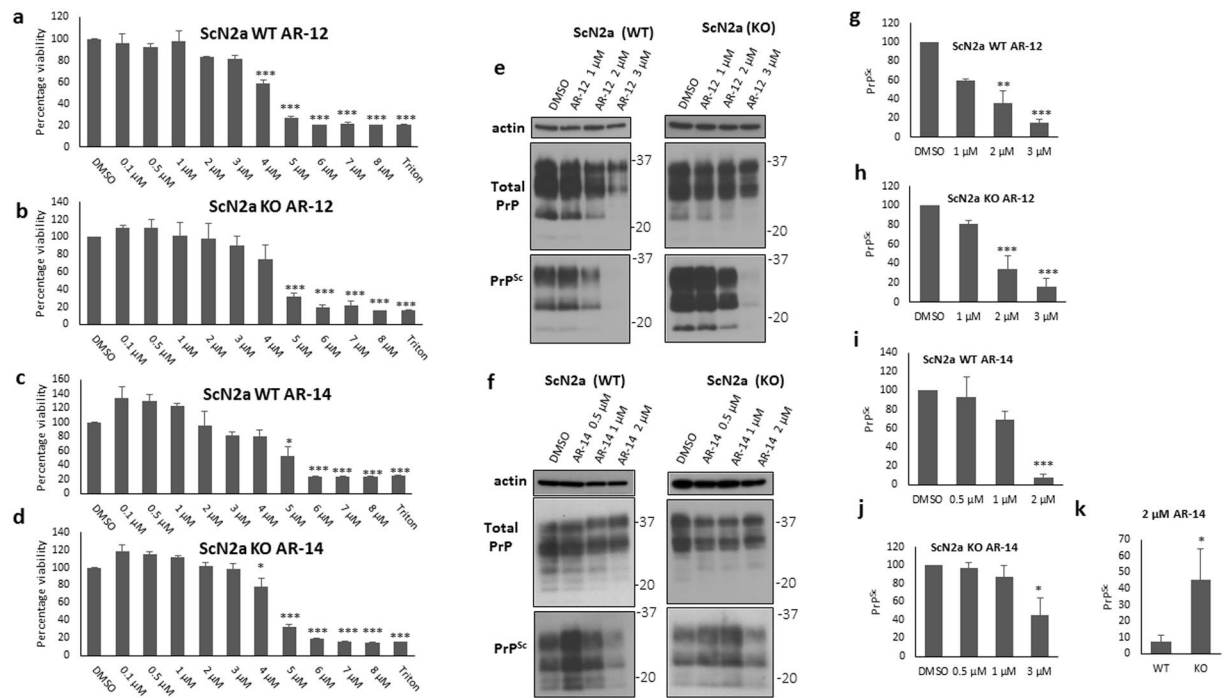 a
ScN2a WT AR-12
Percentage viability
120
100
80
60
40
20
0
*** *** *** *** *** ***
DMSO 0.1 µM 0.5 µM 1 µM 2 µM 3 µM 4 µM 5 µM 6 µM 7 µM 8 µM Triton
b
ScN2a KO AR-12
Percentage viability
140
120
100
80
60
40
20
0
*** *** *** *** ***
DMSO 0.1 µM 0.5 µM 1 µM 2 µM 3 µM 4 µM 5 µM 6 µM 7 µM 8 µM Triton
c
ScN2a WT AR-14
Percentage viability
160
140
120
100
80
60
40
20
0
* *** *** *** ***
DMSO 0.1 µM 0.5 µM 1 µM 2 µM 3 µM 4 µM 5 µM 6 µM 7 µM 8 µM Triton
d
ScN2a KO AR-14
Percentage viability
140
120
100
80
60
40
20
0
* *** *** *** *** ***
DMSO 0.1 µM 0.5 µM 1 µM 2 µM 3 µM 4 µM 5 µM 6 µM 7 µM 8 µM Triton
e
ScN2a (WT) ScN2a (KO)
DMSO AR-12 1 µM AR-12 2 µM AR-12 3 µM DMSO AR-12 1 µM AR-12 2 µM AR-12 3 µM
actin
Total
PrP
-37 -37
-20 -20
PrPSc
-37 -37
-20 -20
f
ScN2a (WT) ScN2a (KO)
DMSO AR-14 0.5 µM AR-14 1 µM AR-14 2 µM DMSO AR-14 0.5 µM AR-14 1 µM AR-14 2 µM
actin
Total
PrP
-37 -37
-20 -20
PrPSc
-37 -37
-20 -20
g
ScN2a WT AR-12
PrPSc
120
100
80
60
40
20
0
** ***
DMSO 1 µM 2 µM 3 µM
h
ScN2a KO AR-12
PrPSc
120
100
80
60
40
20
0
*** ***
DMSO 1 µM 2 µM 3 µM
i
ScN2a WT AR-14
PrPSc
140
120
100
80
60
40
20
0
***
DMSO 0.5 µM 1 µM 2 µM
j
ScN2a KO AR-14
PrPSc
120
100
80
60
40
20
0
*
DMSO 0.5 µM 1 µM 3 µM
k
2 µM AR-14
PrPSc
70
60
50
40
30
20
10
0
*
WT KO